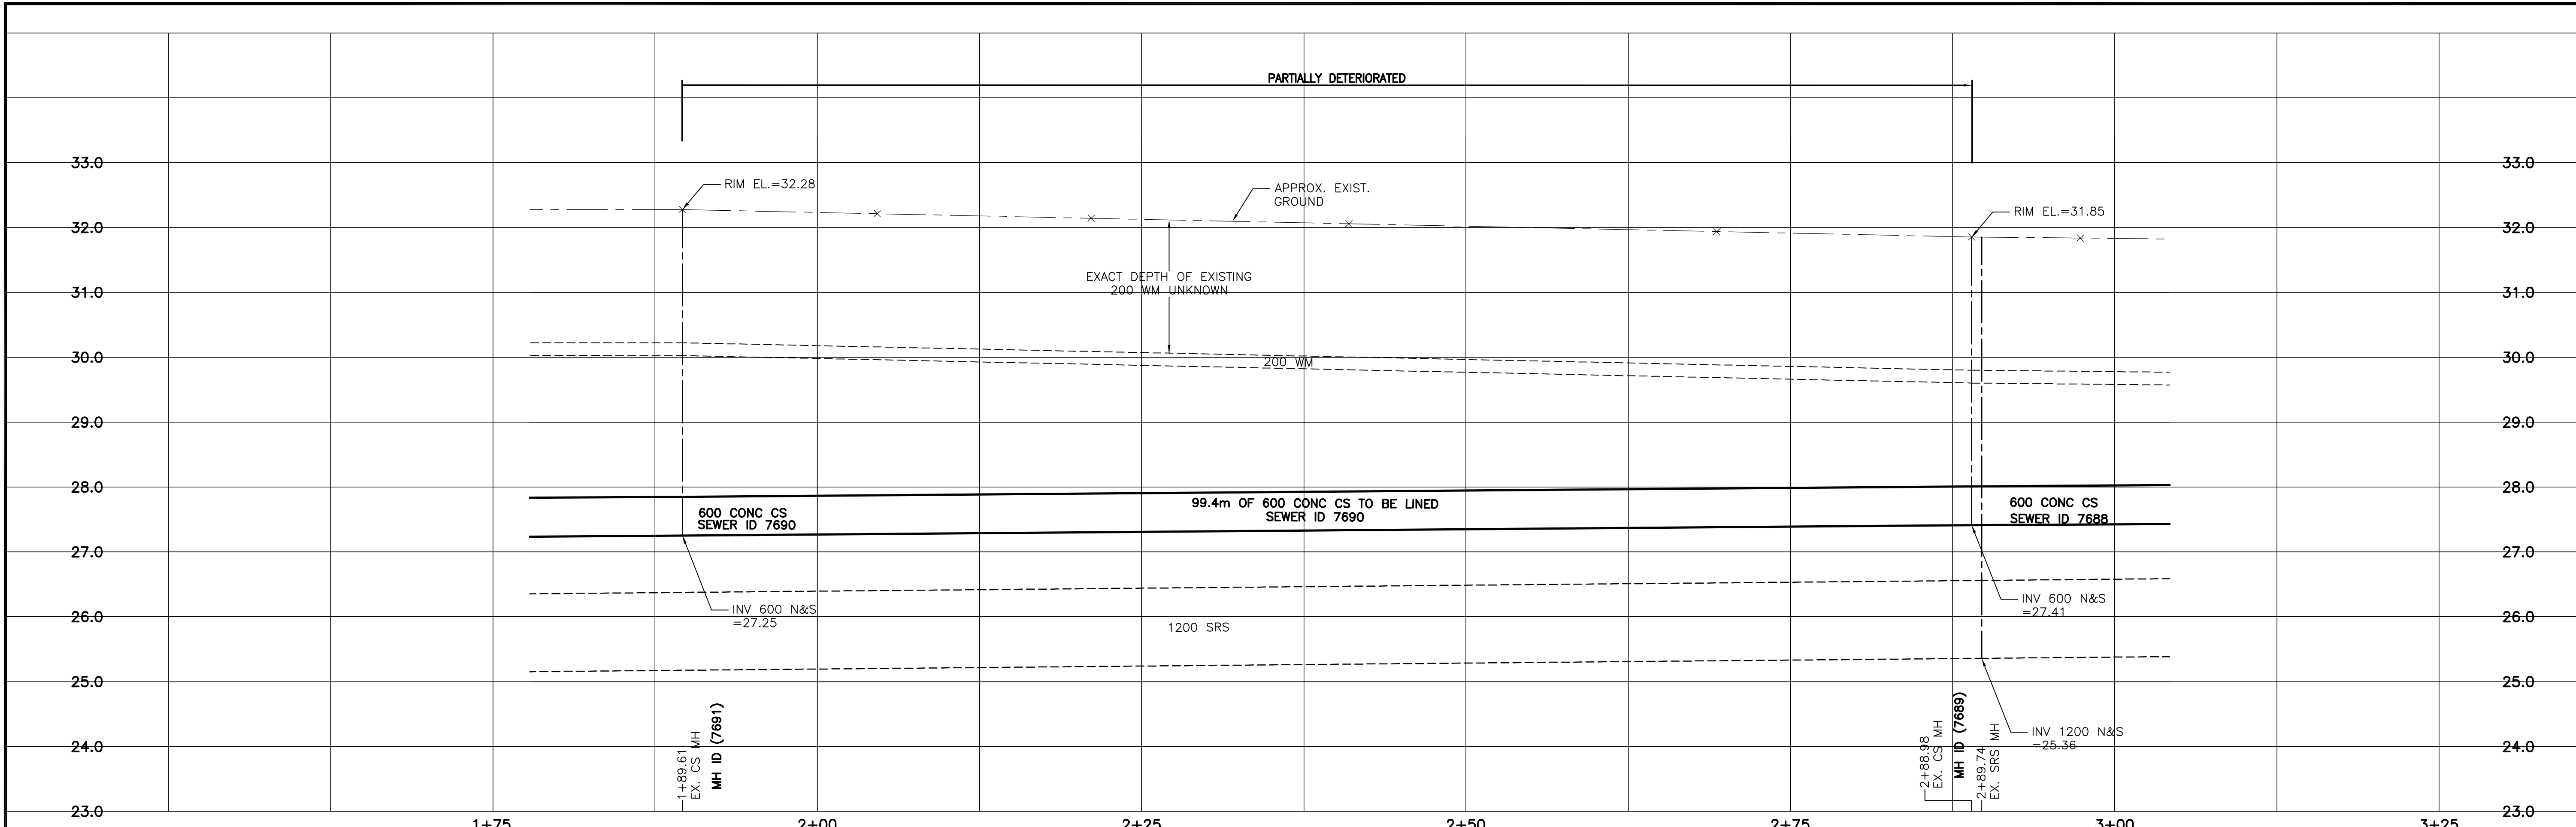 PARTIALLY DETERIORATED
33.0
33.0
RIM EL.=32.28
APPROX. EXIST.
GROUND
RIM EL.=31.85
32.0
32.0
EXACT DEPTH OF EXISTING
200 WM UNKNOWN
31.0
31.0
30.0
200 WM
30.0
29.0
29.0
28.0
28.0
600 CONC CS
SEWER ID 7690
99.4m OF 600 CONC CS TO BE LINED
SEWER ID 7690
600 CONC CS
SEWER ID 7688
27.0
27.0
INV 600 N&S
=27.25
INV 600 N&S
=27.41
26.0
26.0
1200 SRS
25.0
25.0
1+89.61
EX. CS MH
MH ID (7691)
2+88.98
EX. CS MH
MH ID (7689)
2+89.74
EX. SRS MH
INV 1200 N&S
=25.36
24.0
24.0
23.0
23.0
1+75
2+00
2+25
2+50
2+75
3+00
3+25